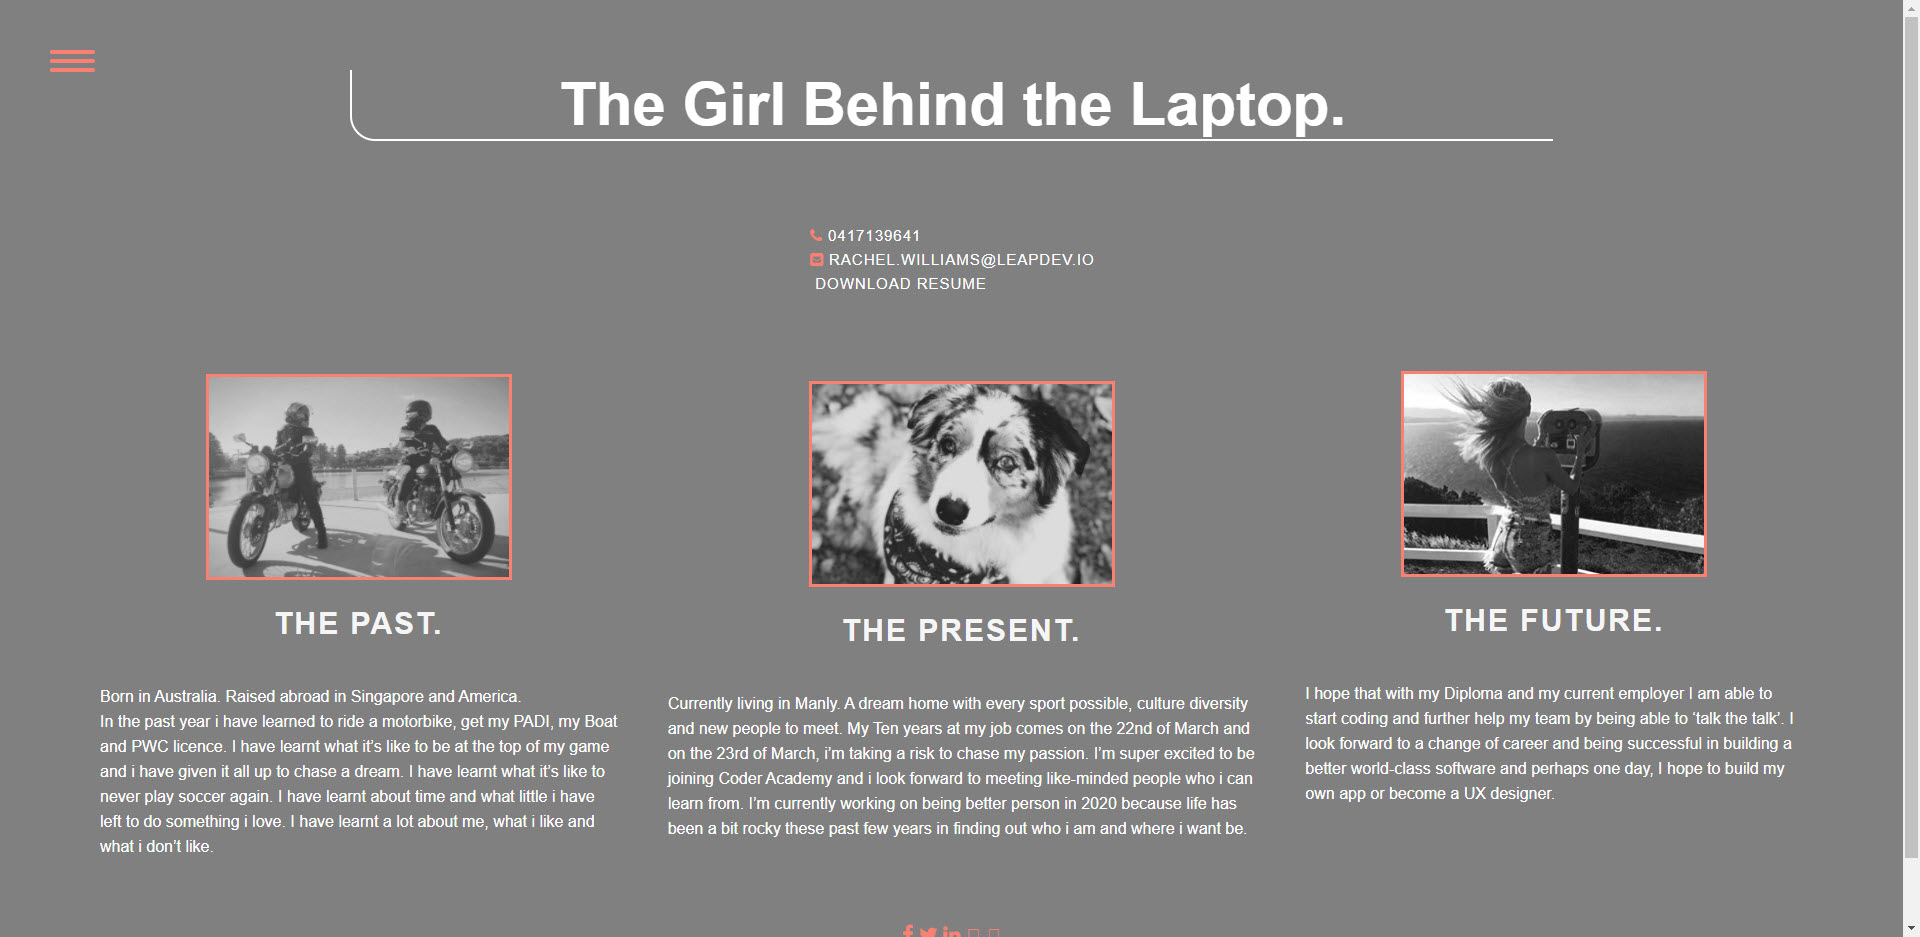 The Girl Behind the Laptop.
0417139641
RACHEL.WILLIAMS@LEAPDEV.IO
DOWNLOAD RESUME
THE PAST.
Born in Australia. Raised abroad in Singapore and America.
In the past year i have learned to ride a motorbike, get my PADI, my Boat
and PWC licence. I have learnt what it’s like to be at the top of my game
and i have given it all up to chase a dream. I have learnt what it’s like to
never play soccer again. I have learnt about time and what little i have
left to do something i love. I have learnt a lot about me, what i like and
what i don’t like.
THE PRESENT.
Currently living in Manly. A dream home with every sport possible, culture diversity
and new people to meet. My Ten years at my job comes on the 22nd of March and
on the 23rd of March, i’m taking a risk to chase my passion. I’m super excited to be
joining Coder Academy and i look forward to meeting like-minded people who i can
learn from. I’m currently working on being better person in 2020 because life has
been a bit rocky these past few years in finding out who i am and where i want be.
THE FUTURE.
I hope that with my Diploma and my current employer I am able to
start coding and further help my team by being able to ‘talk the talk’. I
look forward to a change of career and being successful in building a
better world-class software and perhaps one day, I hope to build my
own app or become a UX designer.